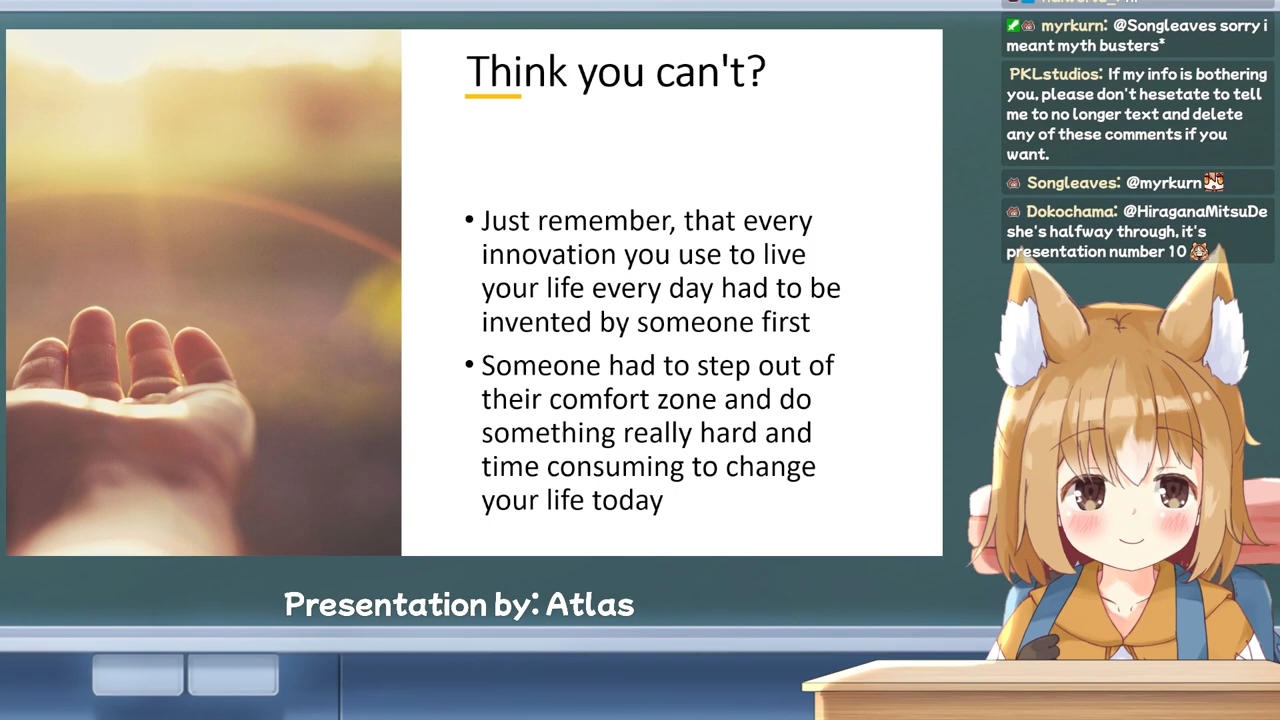 Think you can't?
• Just remember, that every
innovation you use to live
your life every day had to be
invented by someone first
• Someone had to step out of
their comfort zone and do
something really hard and
time consuming to change
your life today
Presentation by: Atlas
myrkurn: @Songleaves sorry i
meant myth busters*
PKLstudios: If my info is bothering
you, please don't hesetate to tell
me to no longer text and delete
any of these comments if you
want.
Songleaves: @myrkurn
Dokochama: @HiraganaMitsuDe
she's halfway through, it's
presentation number 10